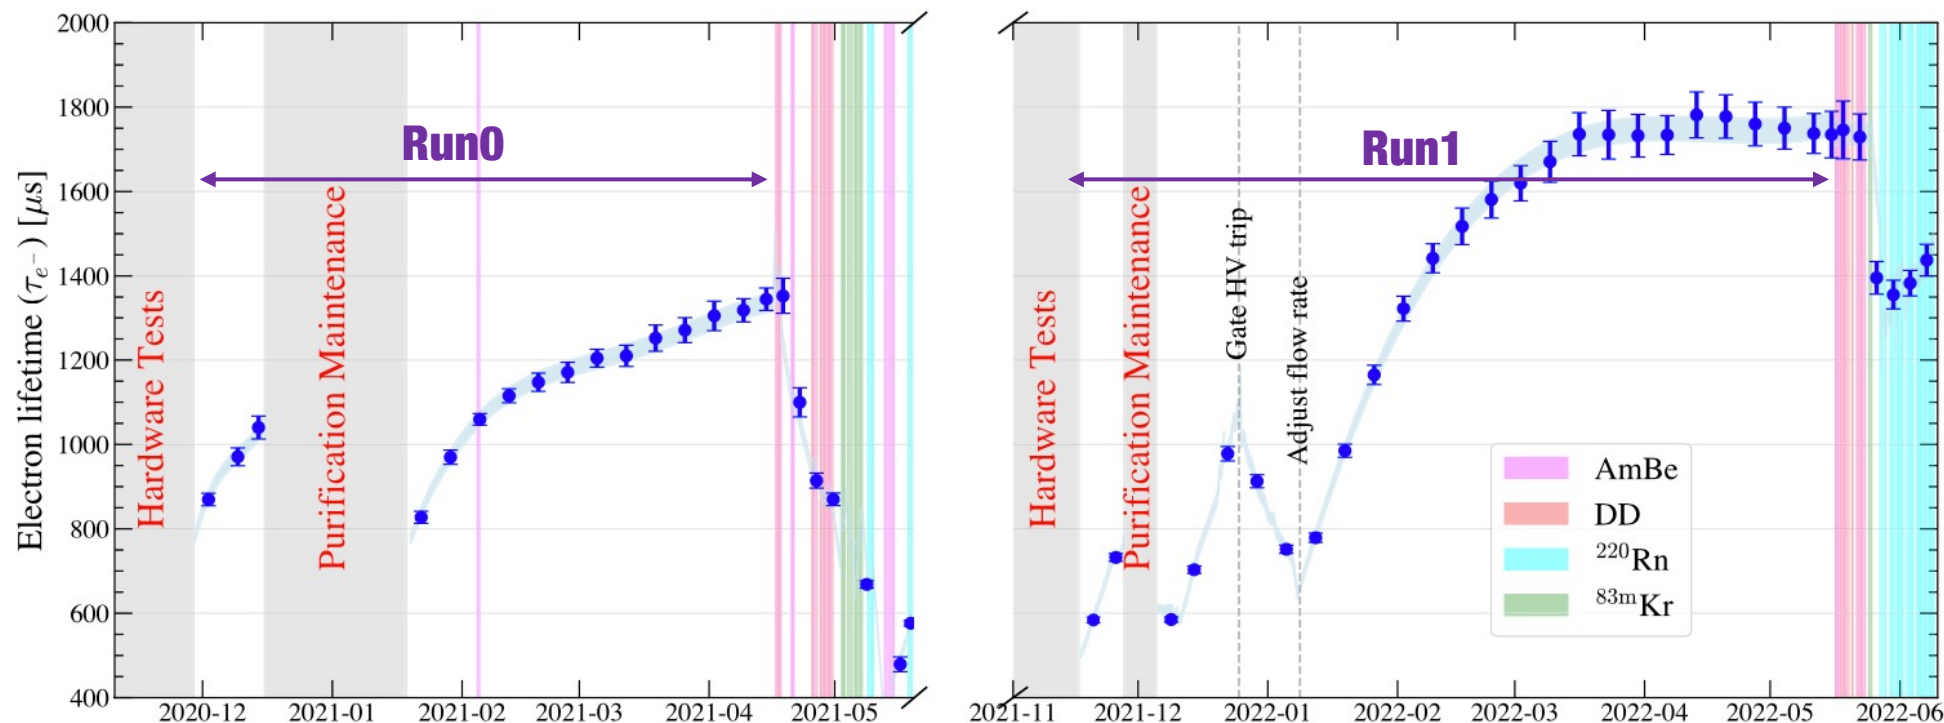 2000
1800
1600
1400
1200
1000
800
600
400
Electron lifetime (τ_{e⁻}) [μs]
Run0
Hardware Tests
Purification Maintenance
2020-12
2021-01
2021-02
2021-03
2021-04
2021-05
Run1
Hardware Tests
Purification Maintenance
Gate HV trip
Adjust flow rate
AmBe
DD
²²⁰Rn
⁸³ᵐKr
2021-11
2021-12
2022-01
2022-02
2022-03
2022-04
2022-05
2022-06